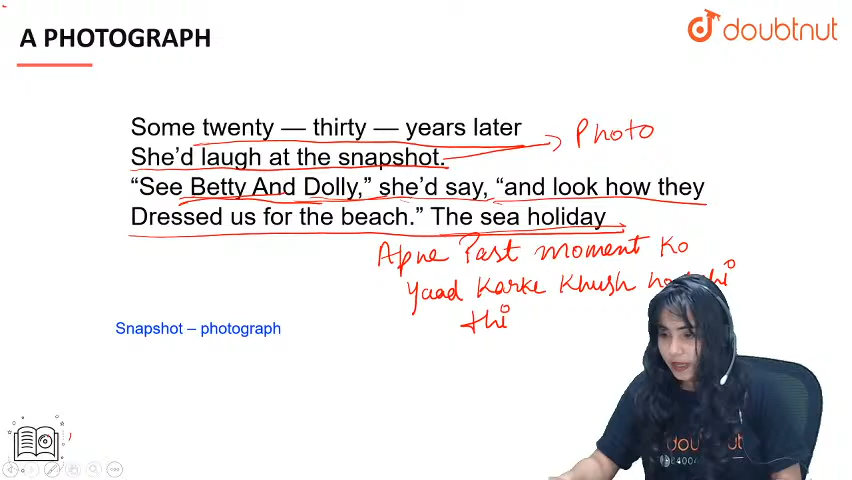 A PHOTOGRAPH
doubtnut
Some twenty — thirty — years later
She'd laugh at the snapshot.
Photo
“See Betty And Dolly,” she'd say, “and look how they
Dressed us for the beach.” The sea holiday
Apne Past moment Ko
Yaad Karke Khush
thi
Snapshot – photograph
doubtnut